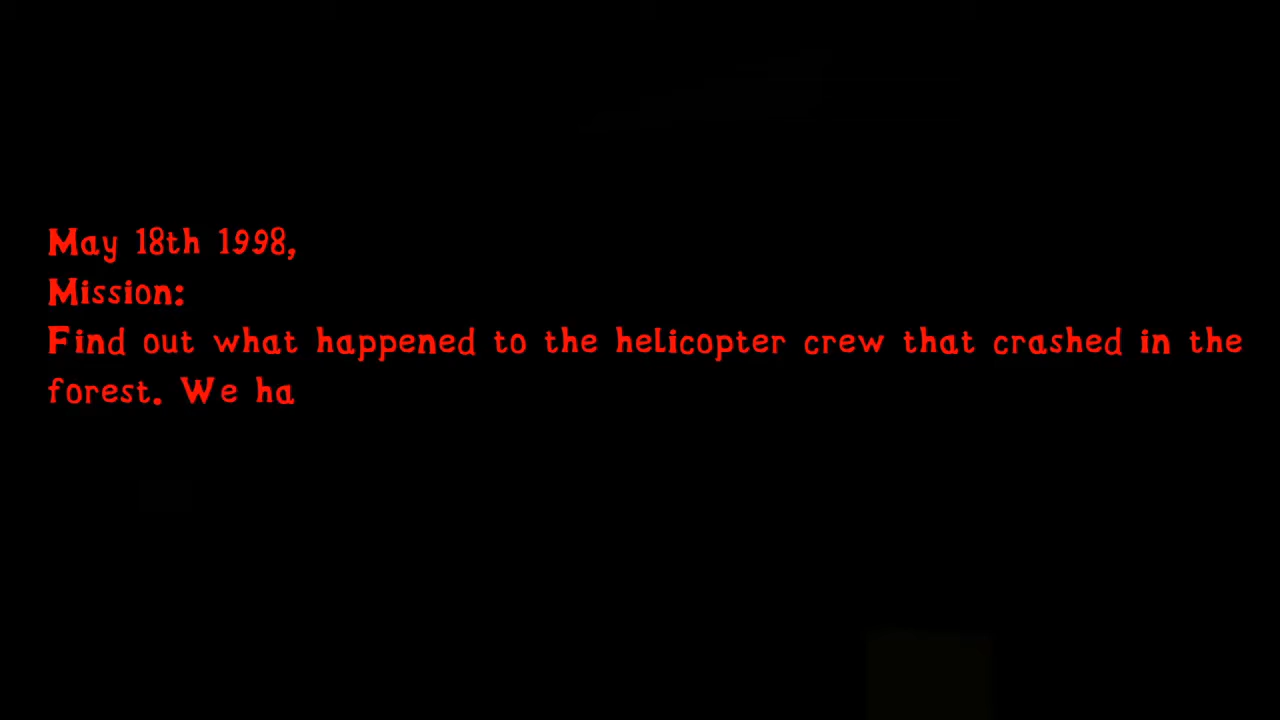 May 18th 1998,
Mission:
Find out what happened to the helicopter crew that crashed in the
forest. We ha